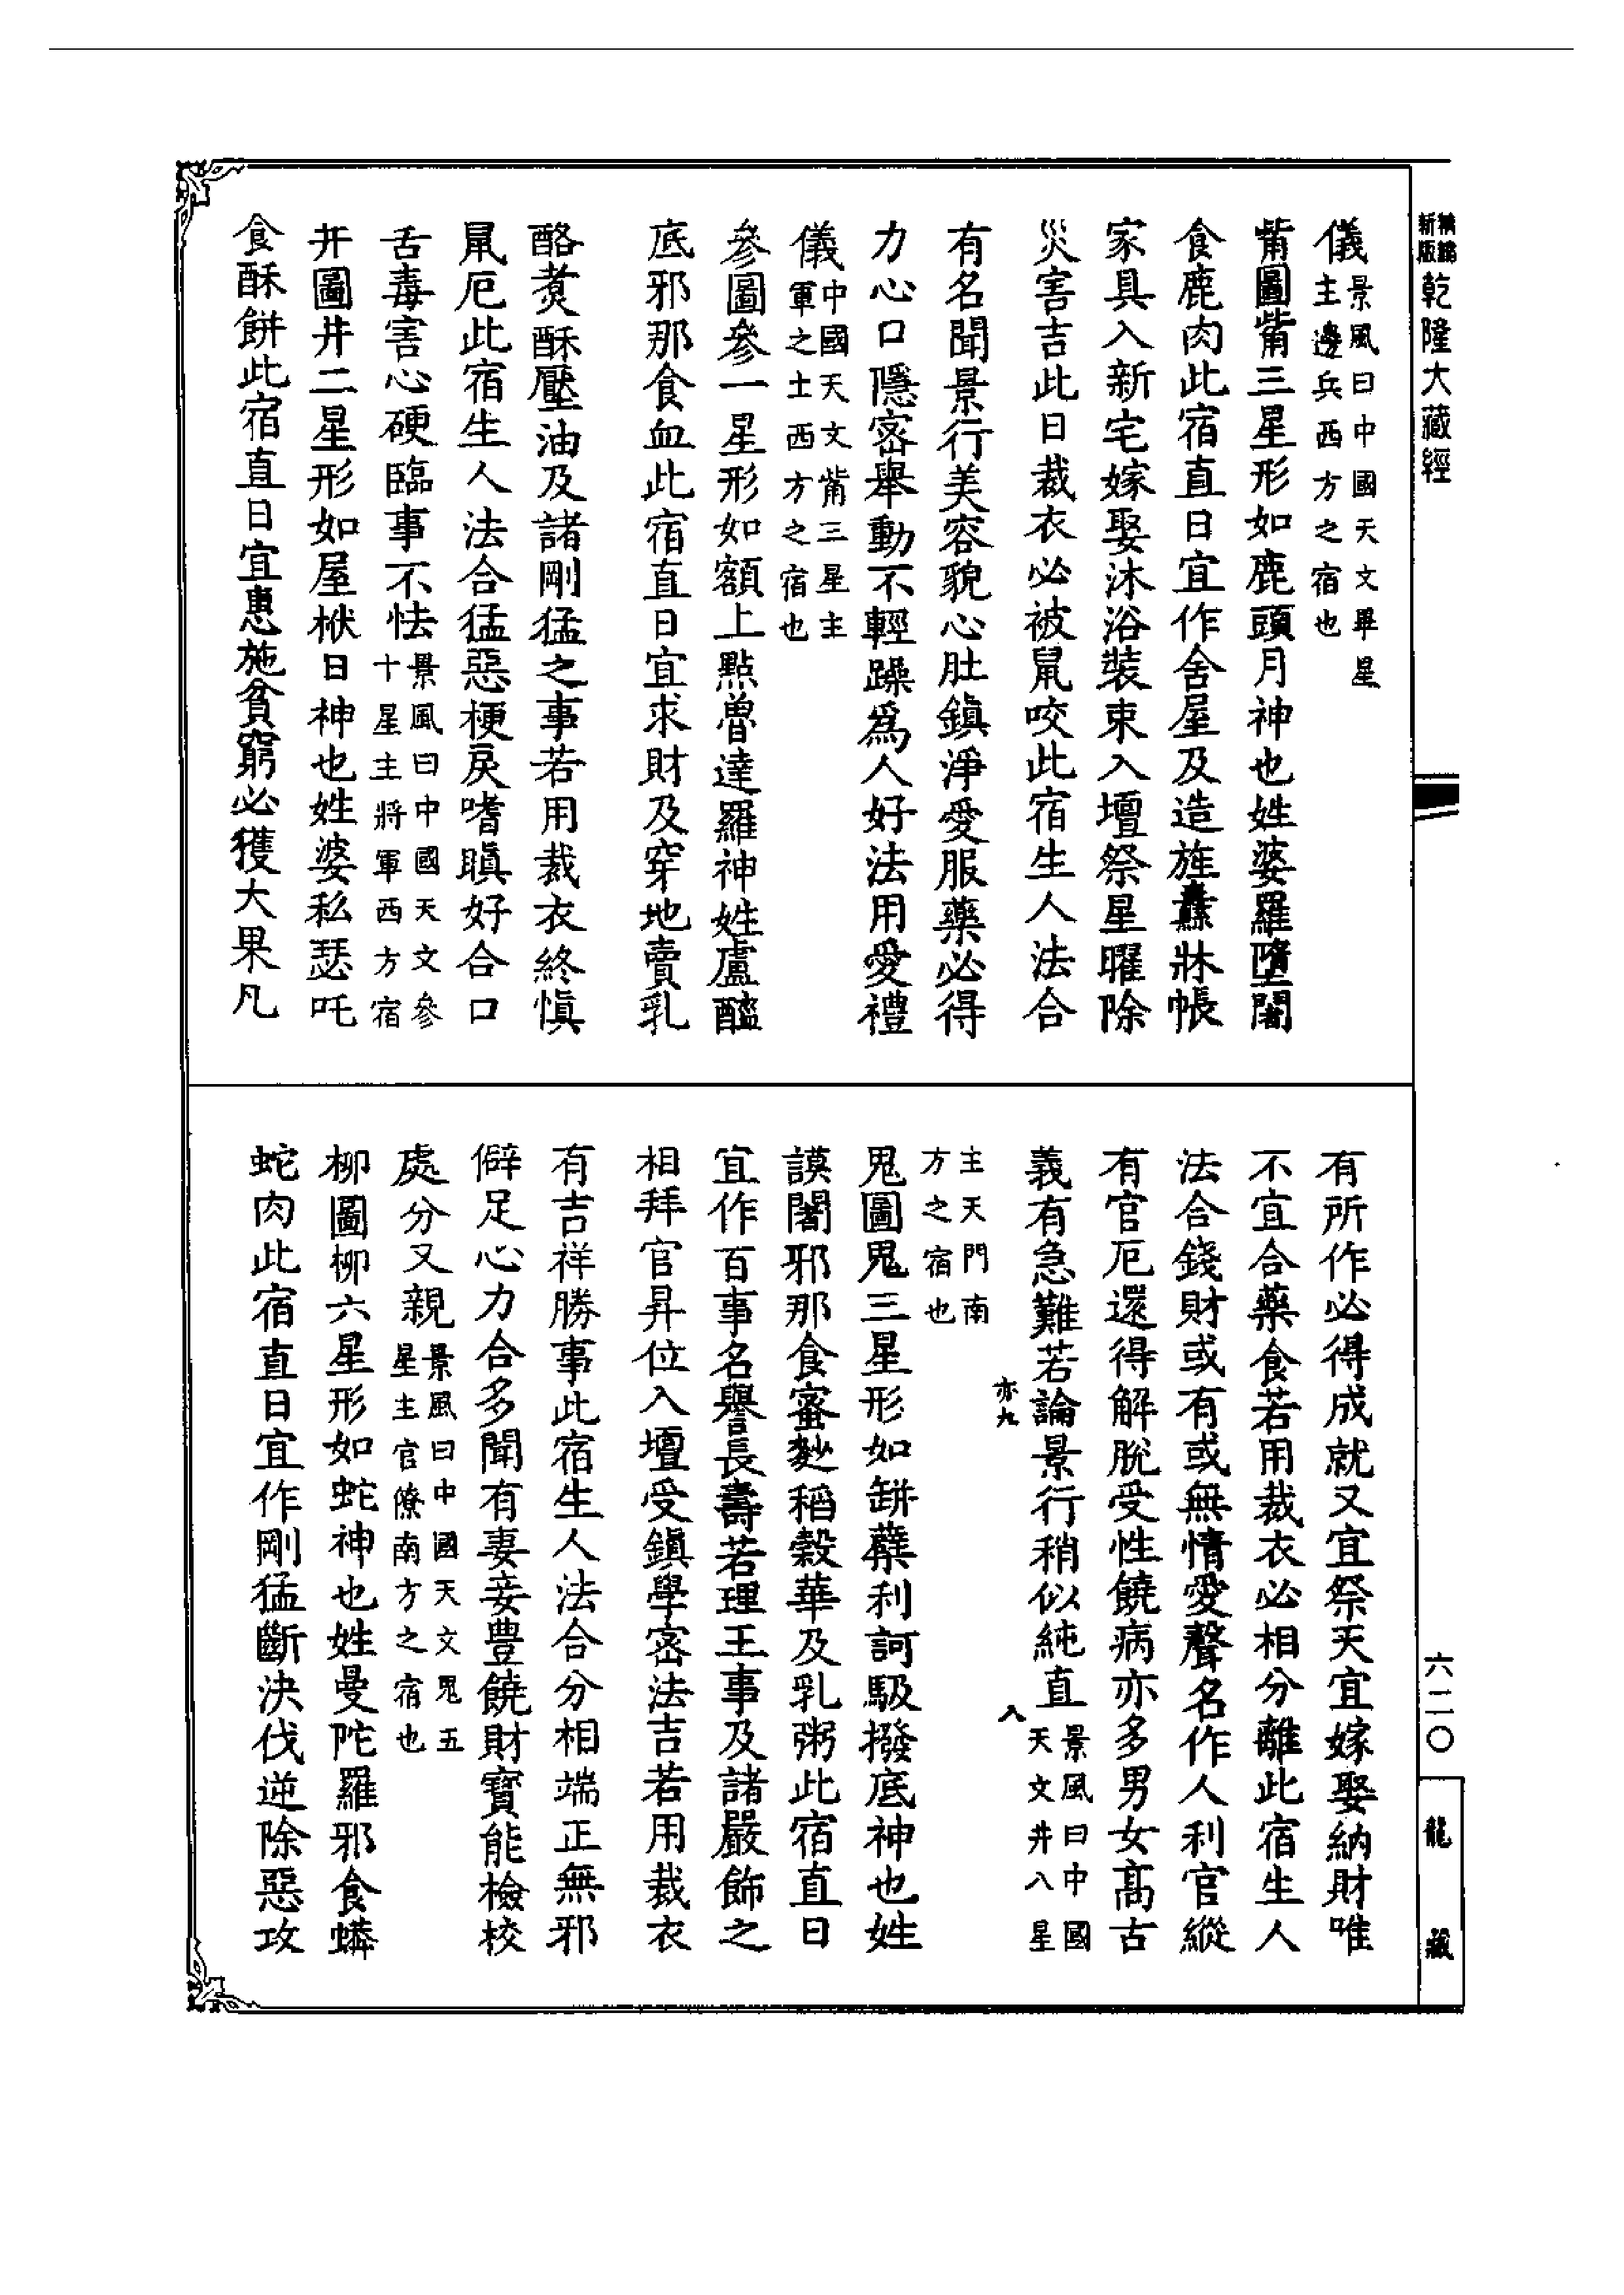 新版
乾隆大藏經
六二〇
龍藏
儀景風曰中國天文畢星主邊兵西方之宿也
觜圖觜三星形如鹿頭月神也姓婆羅墮闍
食鹿肉此宿直日宜作舍屋及造旌纛牀帳
家具入新宅嫁娶沐浴裝束入壇祭星曜除
災害吉此日裁衣必被鼠咬此宿生人法合
有名聞景行美容貌心肚鎮淨愛服藥必得
力心口隱密舉動不輕躁爲人好法用愛禮
儀中國天文觜三星主軍之土西方之宿也
參圖參一星形如額上點魯達羅神姓盧醯
底邪那食血此宿直日宜求財及穿地賣乳
酪煮酥壓油及諸剛猛之事若用裁衣終慎
鼠厄此宿生人法合猛惡梗戾嗜瞋好合口
舌毒害心硬臨事不怯景風曰中國天文參十星主將軍西方宿
井圖井二星形如屋栿日神也姓婆私瑟吒
食酥餅此宿直日宜惠施貧窮必獲大果凡
有所作必得成就又宜祭天宜嫁娶納財唯
不宜合藥食若用裁衣必相分離此宿生人
法合錢財或有或無情愛聲名作人利官縱
有官厄還得解脫受性饒病亦多男女高古
義有急難若論景行稍似純直景風曰中國天文井八星
亦九
八
主天門南方之宿也
鬼圖鬼三星形如缾蘖利訶馺撥底神也姓
謨闍邪那食蜜麨稻穀華及乳粥此宿直日
宜作百事名譽長壽若理王事及諸嚴飾之
相拜官昇位入壇受鎮學密法吉若用裁衣
有吉祥勝事此宿生人法合分相端正無邪
僻足心力合多聞有妻妾豊饒財寳能檢校
處分又親景風曰中國天文鬼五星主官僚南方之宿也
柳圖柳六星形如蛇神也姓曼陀羅邪食蠎
蛇肉此宿直日宜作剛猛斷決伐逆除惡攻